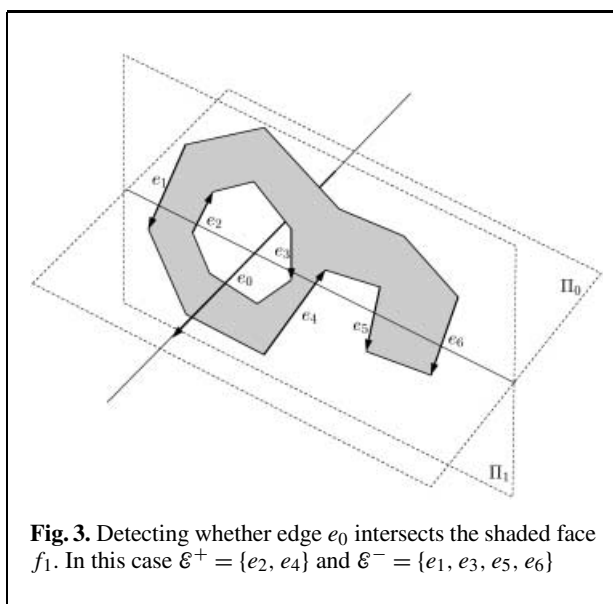 e₁
e₂
e₃
e₀
e₄
e₅
e₆
Π₀
Π₁
Fig. 3. Detecting whether edge e₀ intersects the shaded face
f₁. In this case ℰ⁺ = {e₂, e₄} and ℰ⁻ = {e₁, e₃, e₅, e₆}